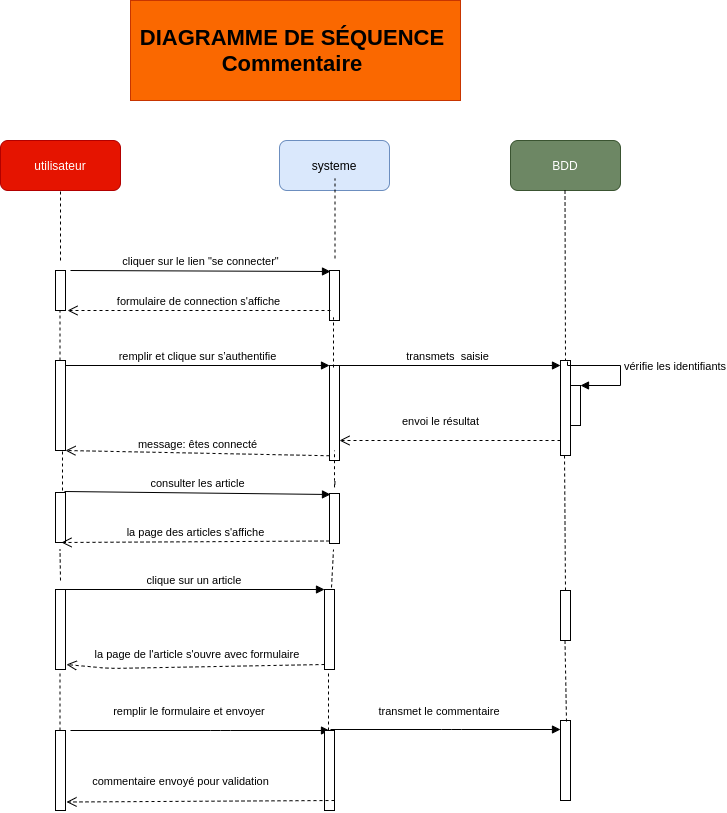 DIAGRAMME DE SÉQUENCE
Commentaire
utilisateur
systeme
BDD
cliquer sur le lien "se connecter"
formulaire de connection s'affiche
remplir et clique sur s'authentifie
transmets saisie
vérifie les identifiants
envoi le résultat
message: êtes connecté
consulter les article
la page des articles s'affiche
clique sur un article
la page de l'article s'ouvre avec formulaire
remplir le formulaire et envoyer
transmet le commentaire
commentaire envoyé pour validation